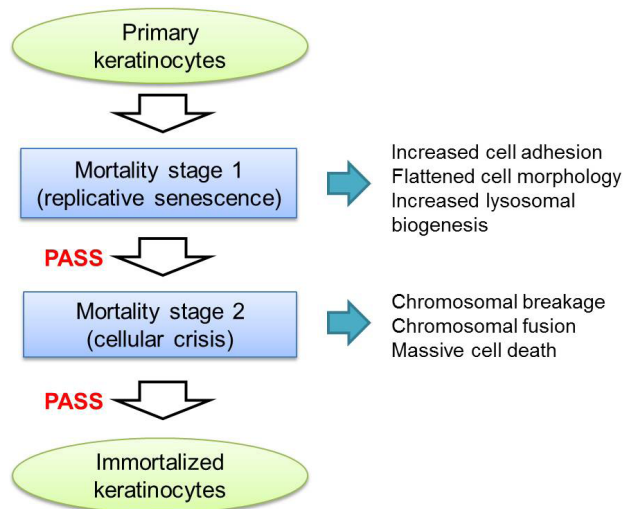 Primary
keratinocytes
Mortality stage 1
(replicative senescence)
Increased cell adhesion
Flattened cell morphology
Increased lysosomal
biogenesis
PASS
Mortality stage 2
(cellular crisis)
Chromosomal breakage
Chromosomal fusion
Massive cell death
PASS
Immortalized
keratinocytes